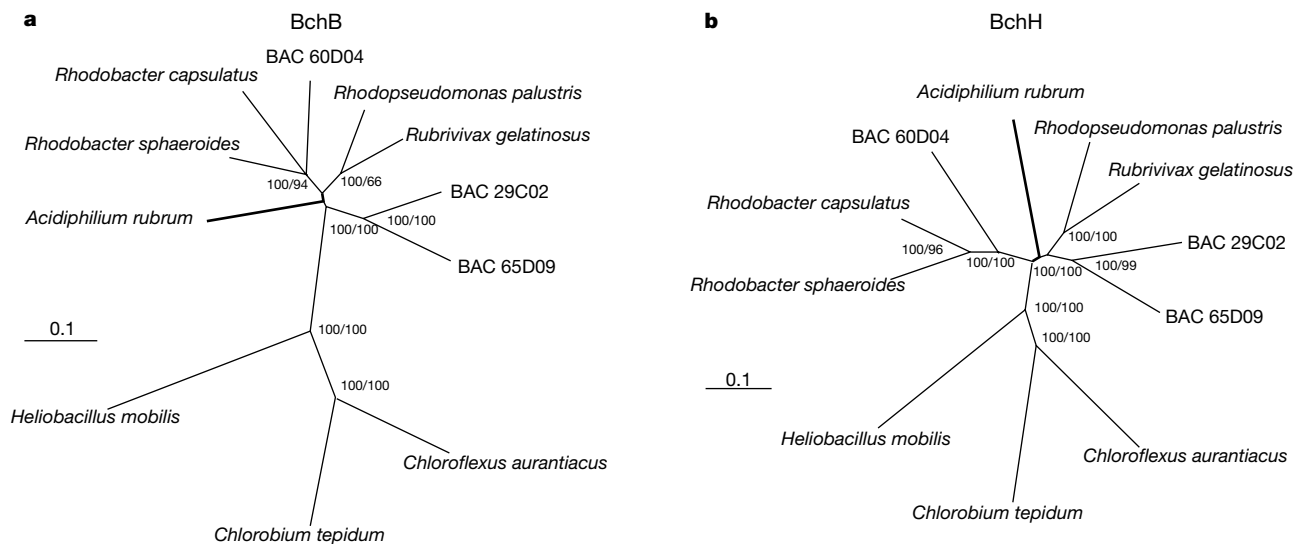 a
BchB
BAC 60D04
Rhodobacter capsulatus
Rhodopseudomonas palustris
Rubrivivax gelatinosus
Rhodobacter sphaeroides
100/94
100/66
BAC 29C02
Acidiphilium rubrum
100/100
100/100
BAC 65D09
0.1
100/100
100/100
Heliobacillus mobilis
Chloroflexus aurantiacus
Chlorobium tepidum
b
BchH
Acidiphilium rubrum
BAC 60D04
Rhodopseudomonas palustris
Rubrivivax gelatinosus
Rhodobacter capsulatus
100/100
BAC 29C02
100/96
100/100
100/100
100/99
Rhodobacter sphaeroides
100/100
BAC 65D09
100/100
0.1
Heliobacillus mobilis
Chloroflexus aurantiacus
Chlorobium tepidum